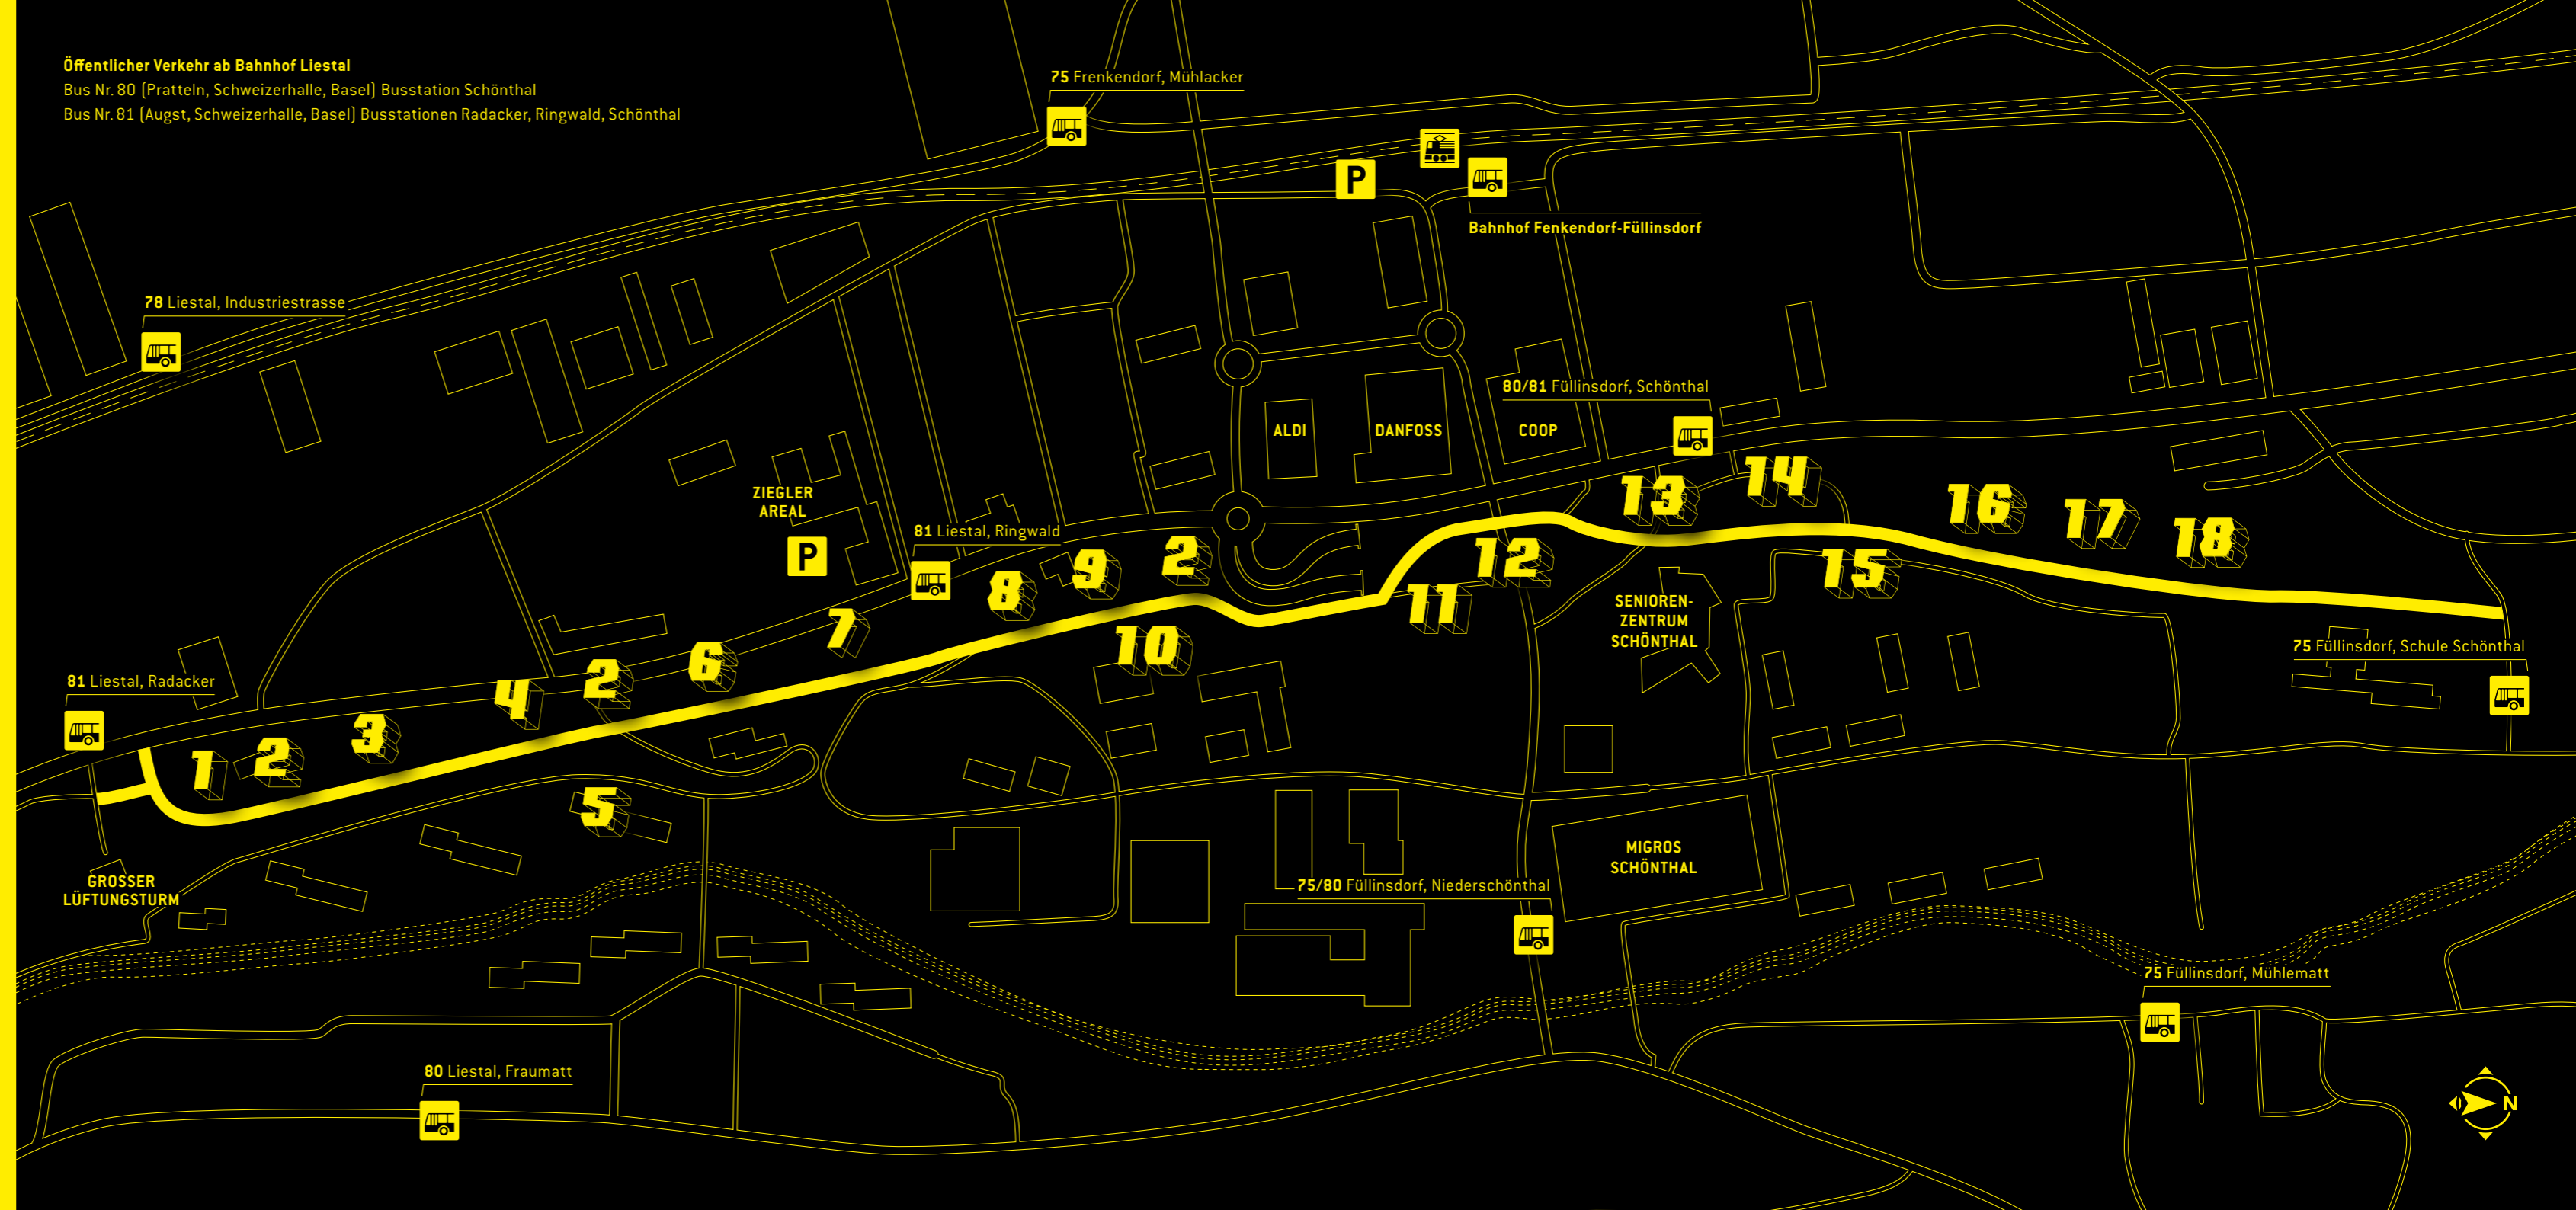 Öffentlicher Verkehr ab Bahnhof Liestal
Bus Nr. 80 (Pratteln, Schweizerhalle, Basel) Busstation Schönthal
Bus Nr. 81 (Augst, Schweizerhalle, Basel) Busstationen Radacker, Ringwald, Schönthal
75 Frenkendorf, Mühlacker
P
Bahnhof Fenkendorf-Füllinsdorf
78 Liestal, Industriestrasse
80/81 Füllinsdorf, Schönthal
ALDI
DANFOSS
COOP
ZIEGLER
AREAL
P
81 Liestal, Ringwald
13
14
16
17
18
8
9
2
12
15
11
7
10
SENIOREN-
ZENTRUM
SCHÖNTHAL
75 Füllinsdorf, Schule Schönthal
81 Liestal, Radacker
1
2
3
4
2
6
5
GROSSER
LÜFTUNGSTURM
MIGROS
SCHÖNTHAL
75/80 Füllinsdorf, Niederschönthal
75 Füllinsdorf, Mühlematt
80 Liestal, Fraumatt
N